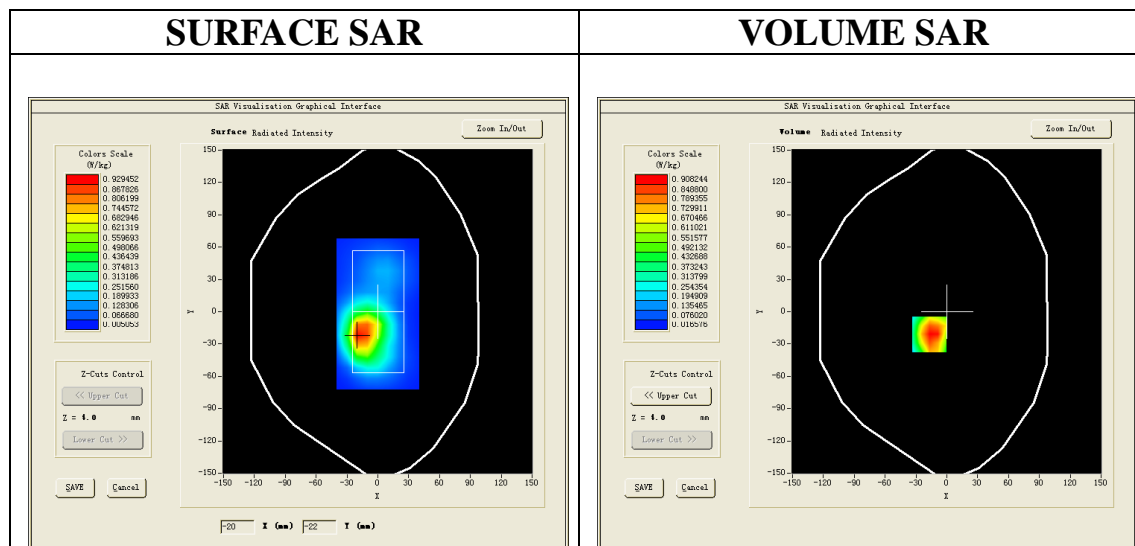 SURFACE SAR
VOLUME SAR
SAR Visualisation Graphical Interface
Surface Radiated Intensity
Zoom In/Out
Colors Scale
(W/kg)
0.929452
0.867826
0.806199
0.744572
0.682946
0.621319
0.559693
0.498066
0.436439
0.374813
0.313186
0.251560
0.189933
0.128306
0.066680
0.005053
150
120
90
60
30
0
-30
-60
-90
-120
-150
Y
-150 -120 -90 -60 -30 0 30 60 90 120 150
X
Z-Cuts Control
<< Upper Cut
Z = 4.0 mm
Lower Cut >>
SAVE Cancel
-20 X (mm) -22 Y (mm)
SAR Visualisation Graphical Interface
Volume Radiated Intensity
Zoom In/Out
Colors Scale
(W/kg)
0.908244
0.848800
0.789355
0.729911
0.670466
0.611021
0.551577
0.492132
0.432688
0.373243
0.313799
0.254354
0.194909
0.135465
0.076020
0.016576
150
120
90
60
30
0
-30
-60
-90
-120
-150
Y
-150 -120 -90 -60 -30 0 30 60 90 120 150
X
Z-Cuts Control
<< Upper Cut
Z = 4.0 mm
Lower Cut >>
SAVE Cancel